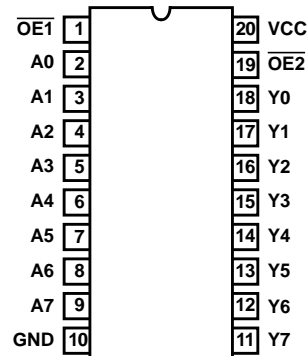 O̅E̅1̅ 1 20 VCC
A0 2 19 O̅E̅2̅
A1 3 18 Y0
A2 4 17 Y1
A3 5 16 Y2
A4 6 15 Y3
A5 7 14 Y4
A6 8 13 Y5
A7 9 12 Y6
GND 10 11 Y7